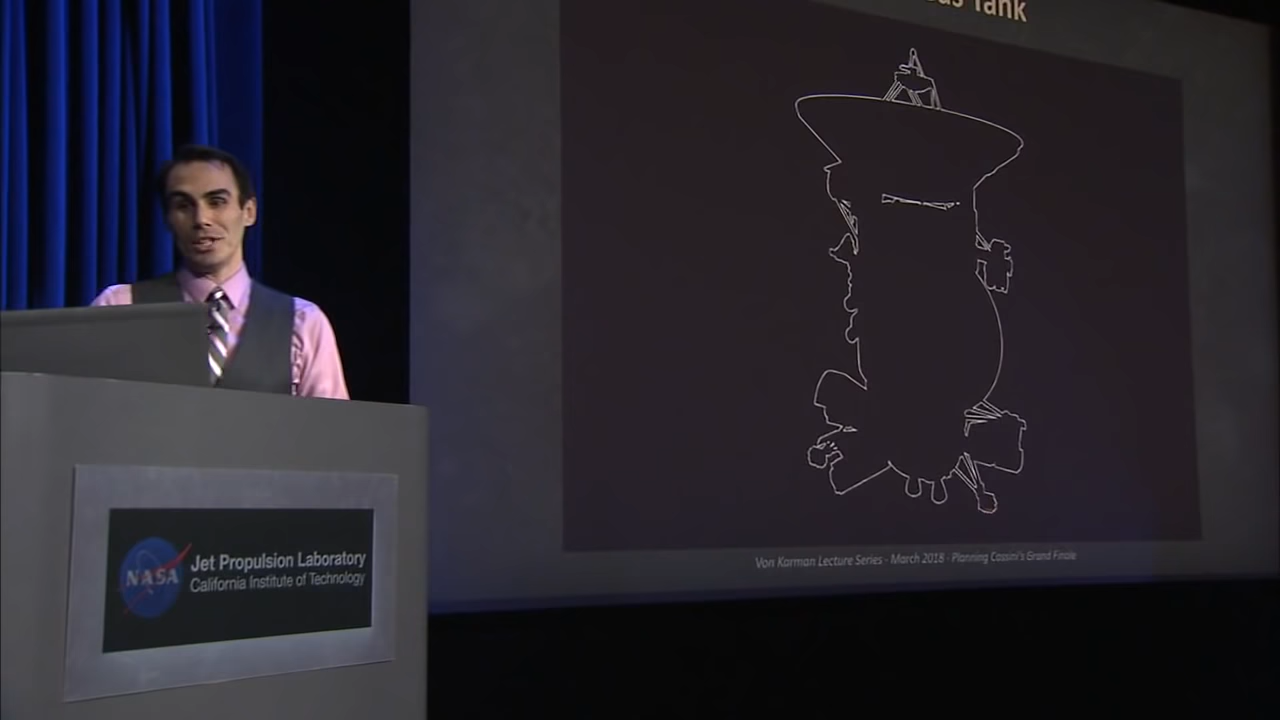 Tank
Von Karman Lecture Series - March 2018 - Planning Cassini's Grand Finale
NASA
Jet Propulsion Laboratory
California Institute of Technology